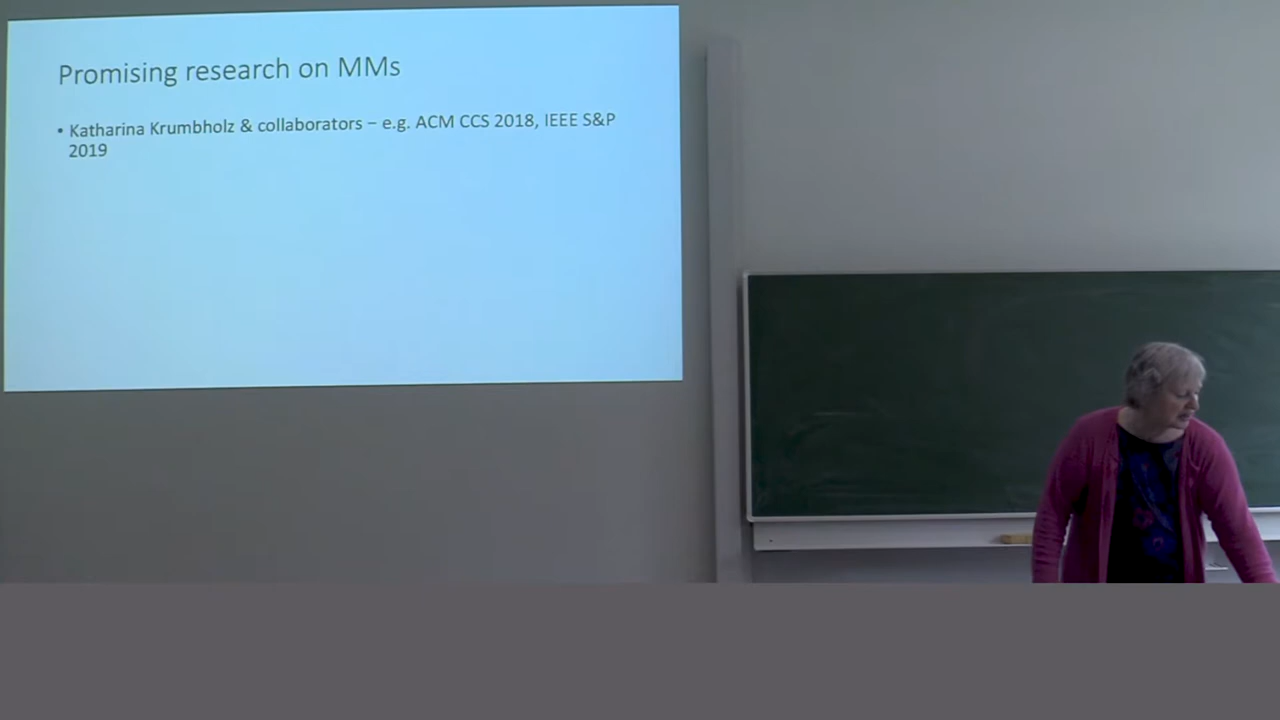 Promising research on MMs
• Katharina Krumbholz & collaborators – e.g. ACM CCS 2018, IEEE S&P
2019